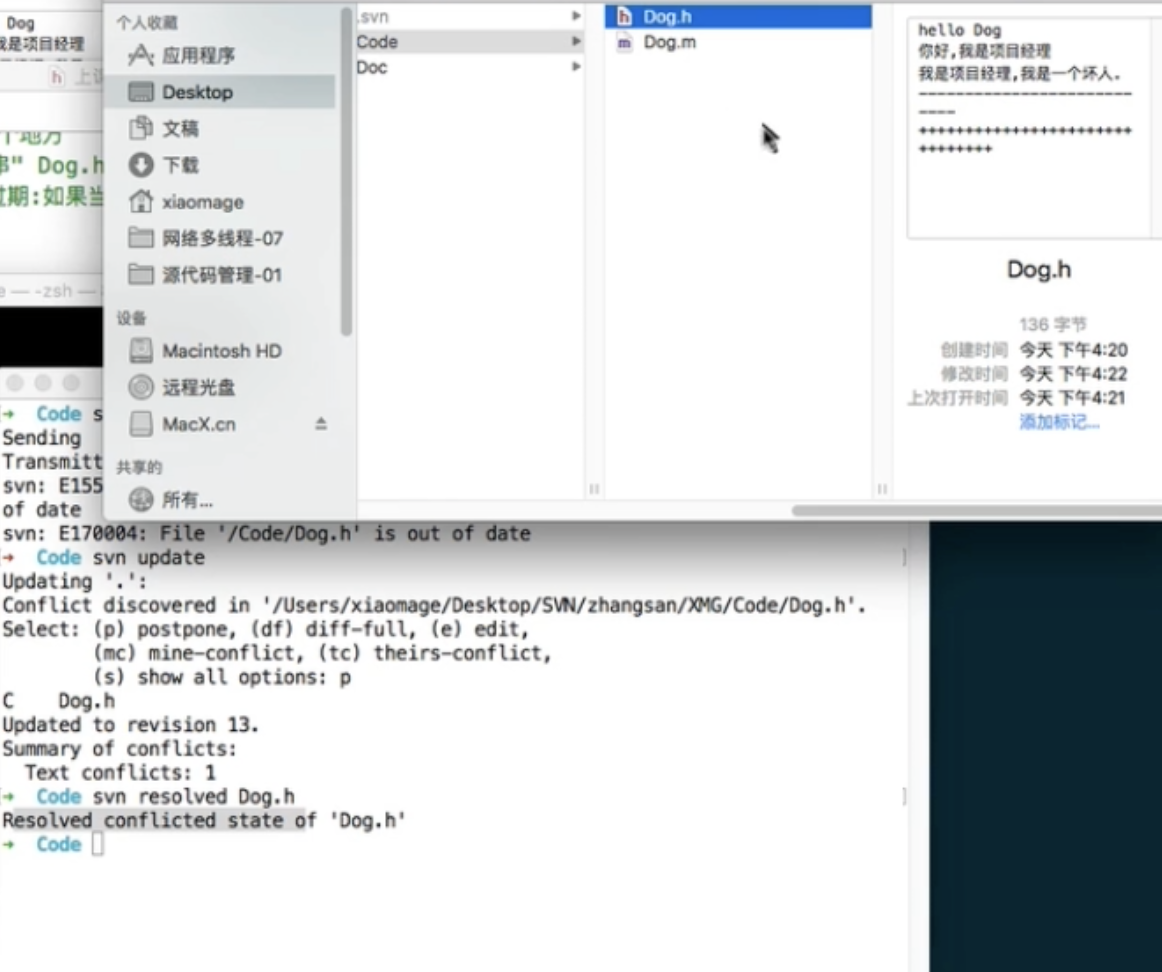 Dog
我是项目经理
h 上
个地方
串" Dog.h
过期:如果当
e — -zsh —
个人收藏
应用程序
Desktop
文稿
下载
xiaomage
网络多线程-07
源代码管理-01
设备
Macintosh HD
远程光盘
MacX.cn
共享的
所有...
.svn
Code
Doc
h Dog.h
m Dog.m
hello Dog
你好,我是项目经理
我是项目经理,我是一个坏人.
------------------------
----
+++++++++++++++++++++++
++++++++
Dog.h
136 字节
创建时间 今天 下午4:20
修改时间 今天 下午4:22
上次打开时间 今天 下午4:21
添加标记...
→ Code s
Sending
Transmitt
svn: E155
of date
svn: E170004: File '/Code/Dog.h' is out of date
→ Code svn update
Updating '.':
Conflict discovered in '/Users/xiaomage/Desktop/SVN/zhangsan/XMG/Code/Dog.h'.
Select: (p) postpone, (df) diff-full, (e) edit,
(mc) mine-conflict, (tc) theirs-conflict,
(s) show all options: p
C Dog.h
Updated to revision 13.
Summary of conflicts:
Text conflicts: 1
→ Code svn resolved Dog.h
Resolved conflicted state of 'Dog.h'
→ Code